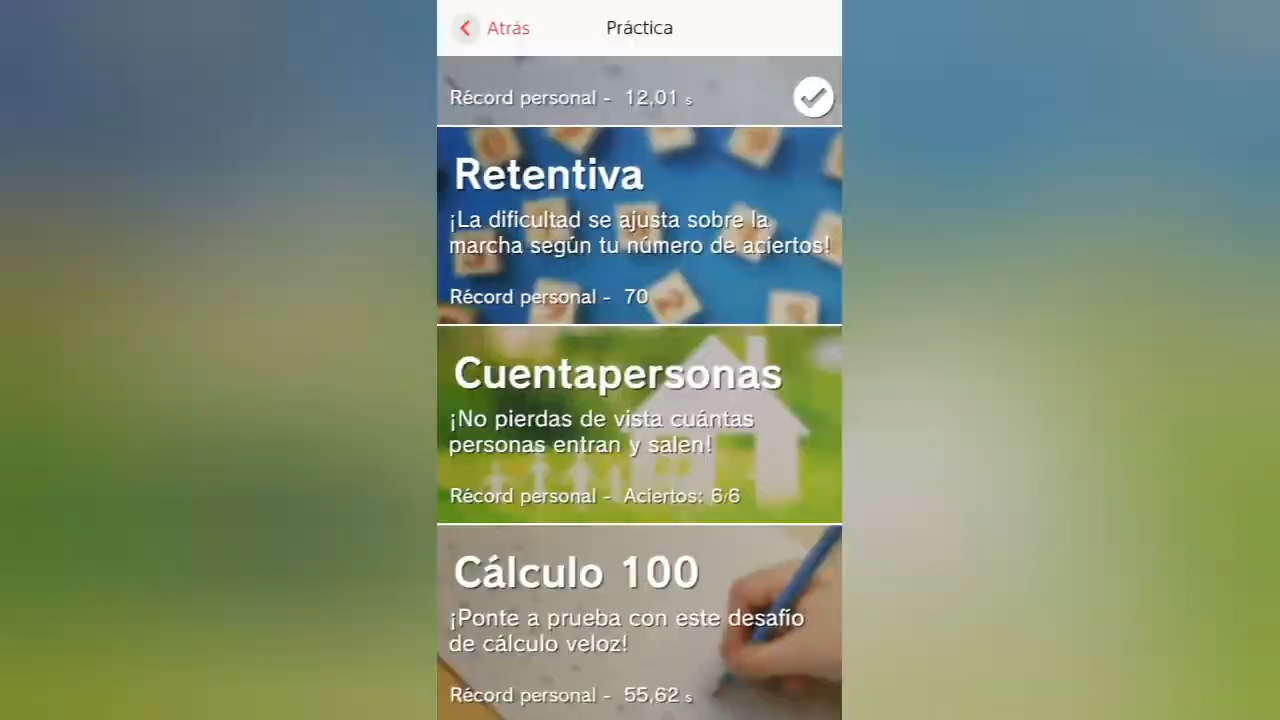 Atrás
Práctica
Récord personal - 12,01 s
Retentiva
¡La dificultad se ajusta sobre la
marcha según tu número de aciertos!
Récord personal - 70
Cuentapersonas
¡No pierdas de vista cuántas
personas entran y salen!
Récord personal - Aciertos: 6/6
Cálculo 100
¡Ponte a prueba con este desafío
de cálculo veloz!
Récord personal - 55,62 s